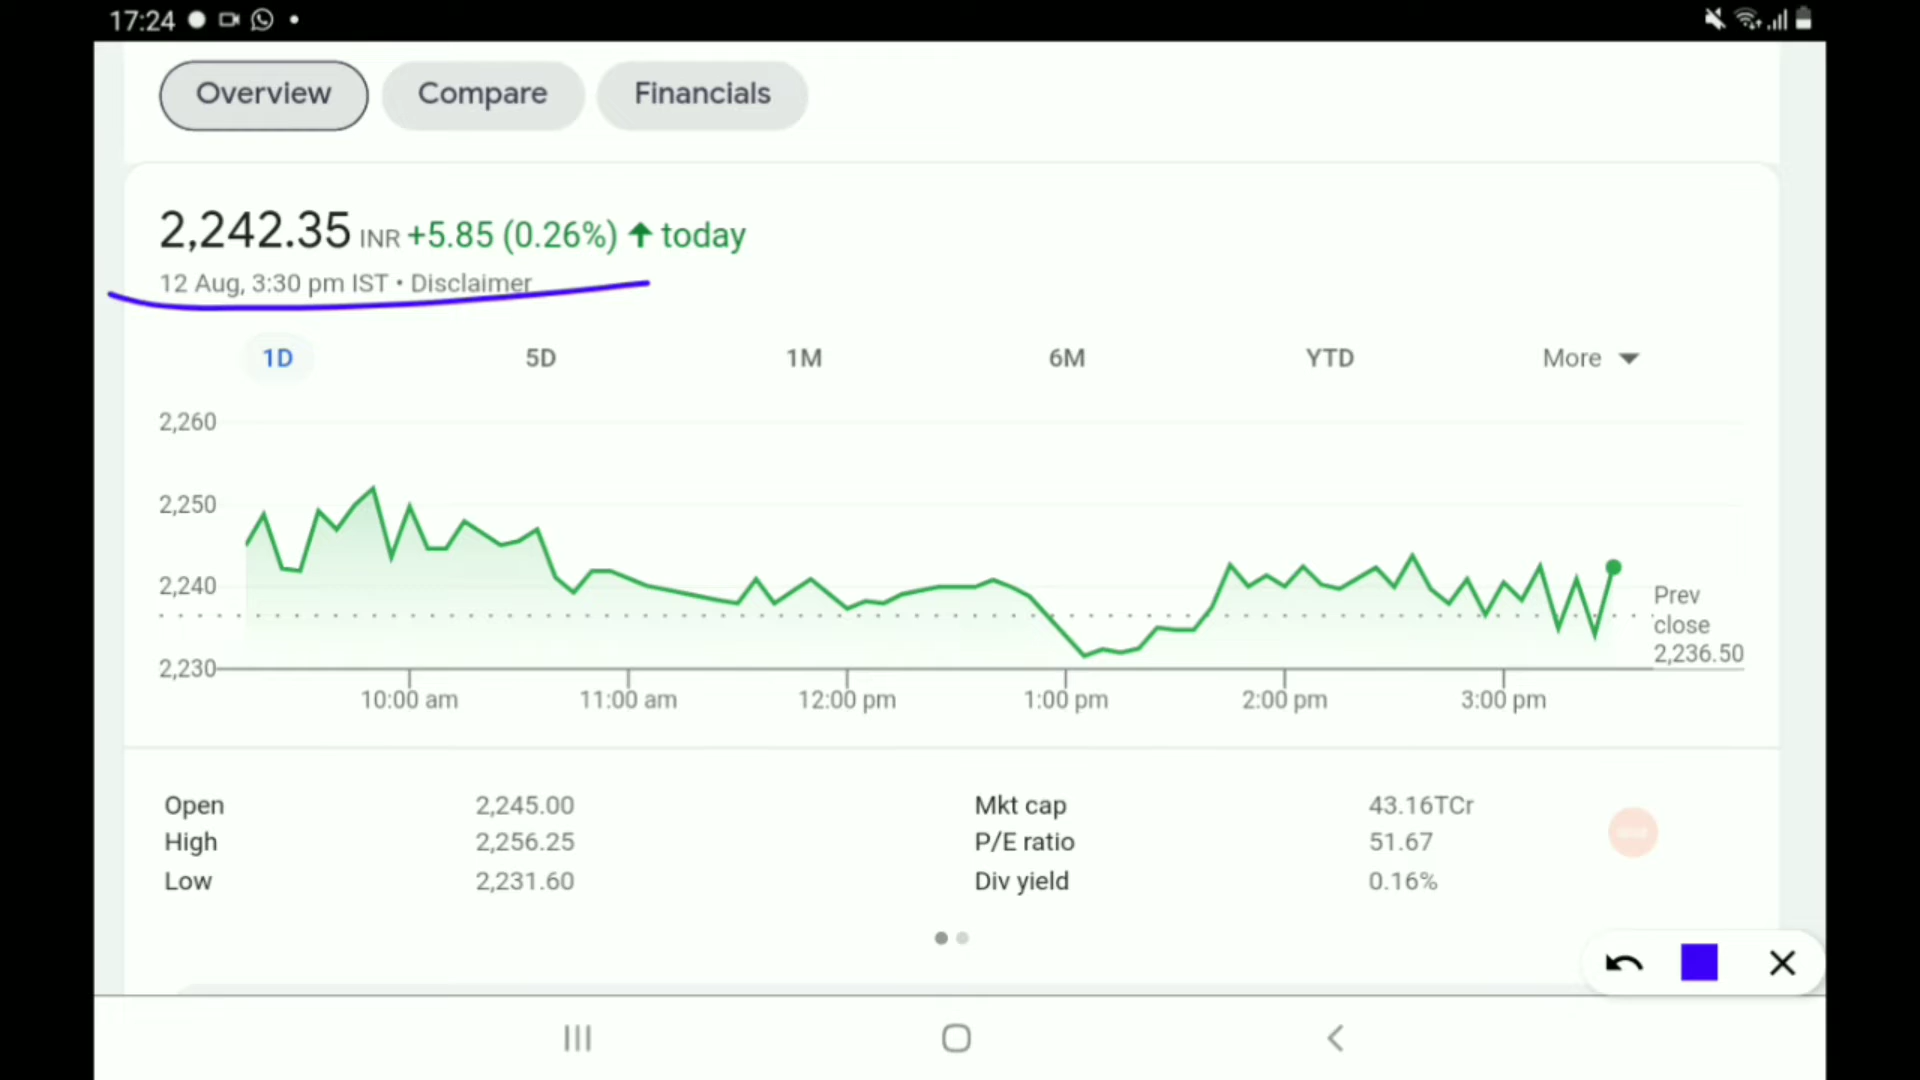 17:24
Overview Compare Financials
2,242.35 INR +5.85 (0.26%) ↑ today
12 Aug, 3:30 pm IST • Disclaimer
1D 5D 1M 6M YTD More
2,260
2,250
2,240
2,230
Prev
close
2,236.50
10:00 am 11:00 am 12:00 pm 1:00 pm 2:00 pm 3:00 pm
Open 2,245.00 Mkt cap 43.16TCr
High 2,256.25 P/E ratio 51.67
Low 2,231.60 Div yield 0.16%